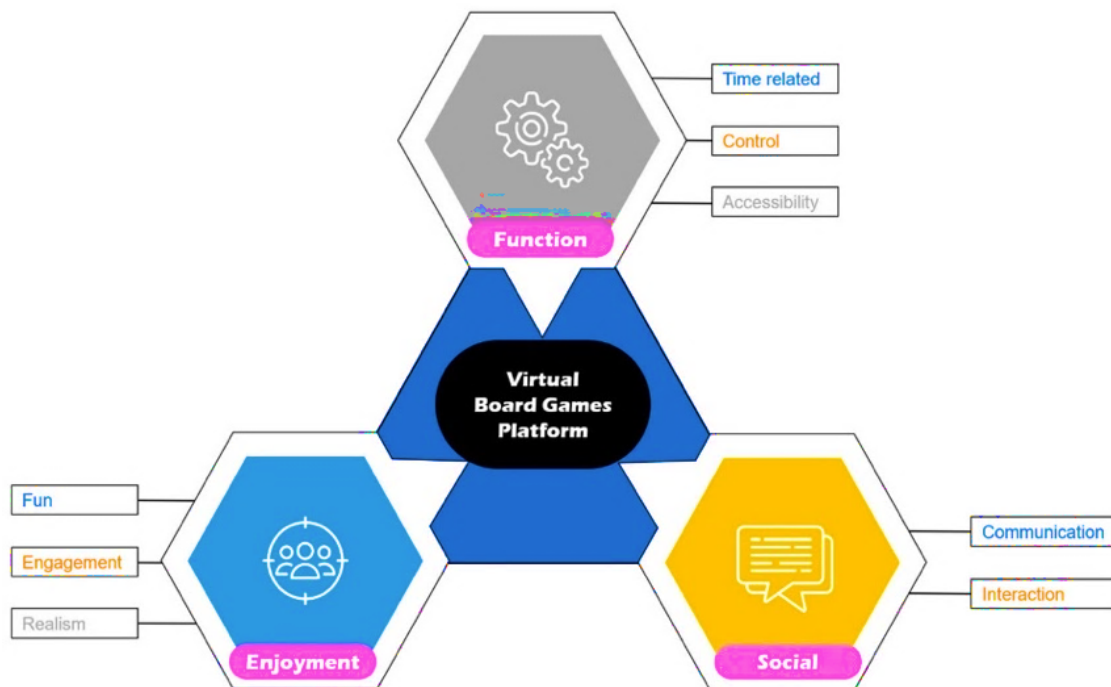 Time related
Control
Accessibility
Function
Virtual
Board Games
Platform
Fun
Engagement
Realism
Enjoyment
Communication
Interaction
Social